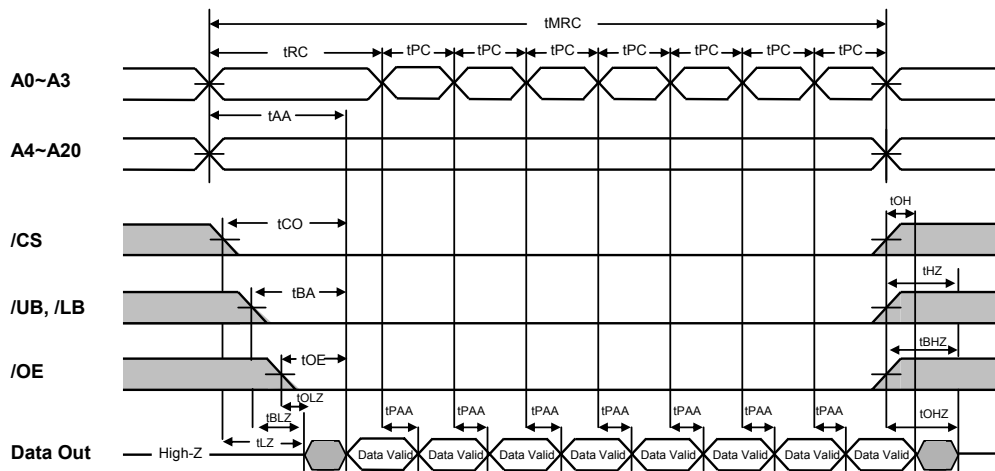 tMRC
tRC tPC tPC tPC tPC tPC tPC tPC
A0~A3
tAA
A4~A20
tOH
tCO
/CS
tHZ
tBA
/UB, /LB
tBHZ
tOE
/OE
tOLZ
tPAA tPAA tPAA tPAA tPAA tPAA tPAA
tOHZ
tBLZ
tLZ
Data Out High-Z Data Valid Data Valid Data Valid Data Valid Data Valid Data Valid Data Valid Data Valid